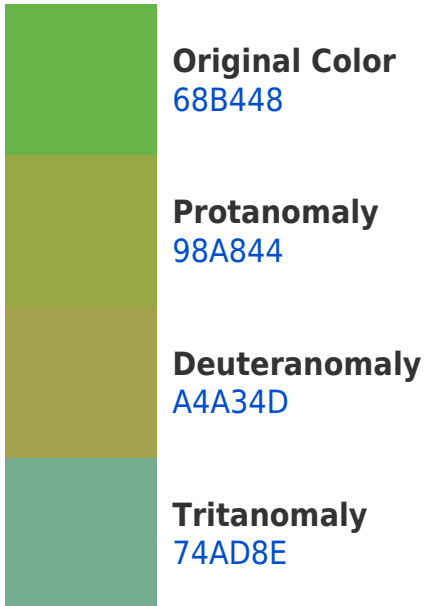 Original Color
68B448
Protanomaly
98A844
Deuteranomaly
A4A34D
Tritanomaly
74AD8E